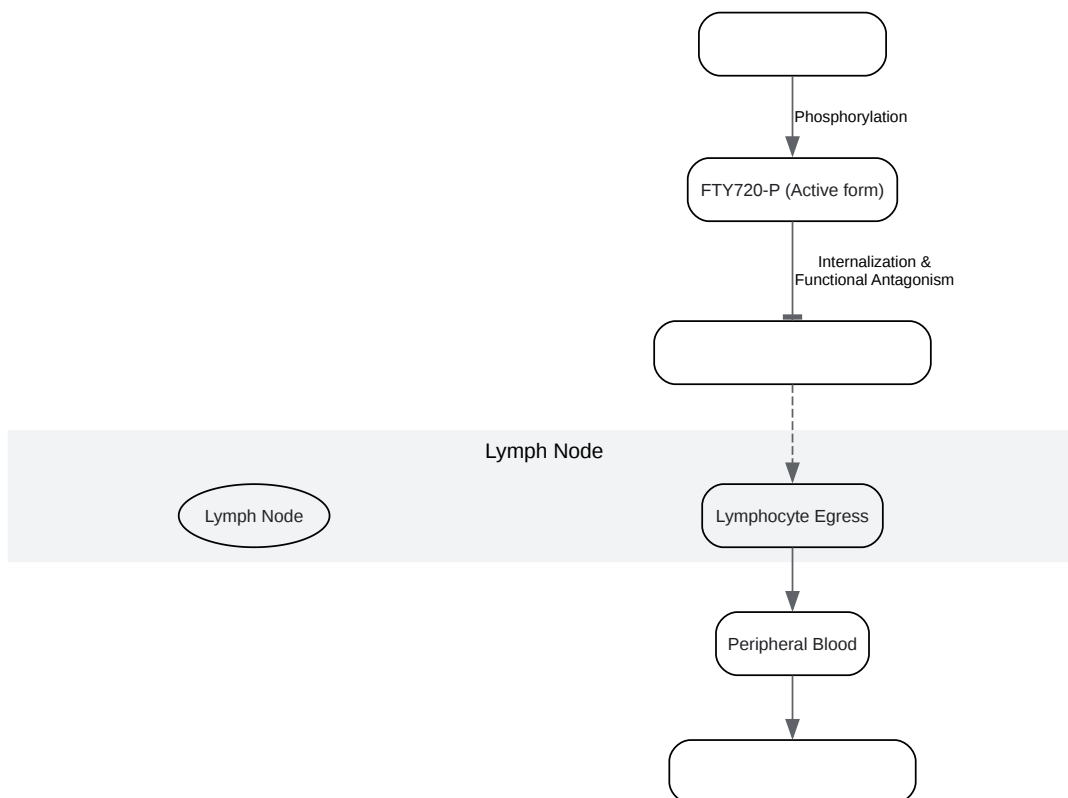 Phosphorylation
FTY720-P (Active form)
Internalization &
Functional Antagonism
Lymph Node
Lymph Node
Lymphocyte Egress
Peripheral Blood